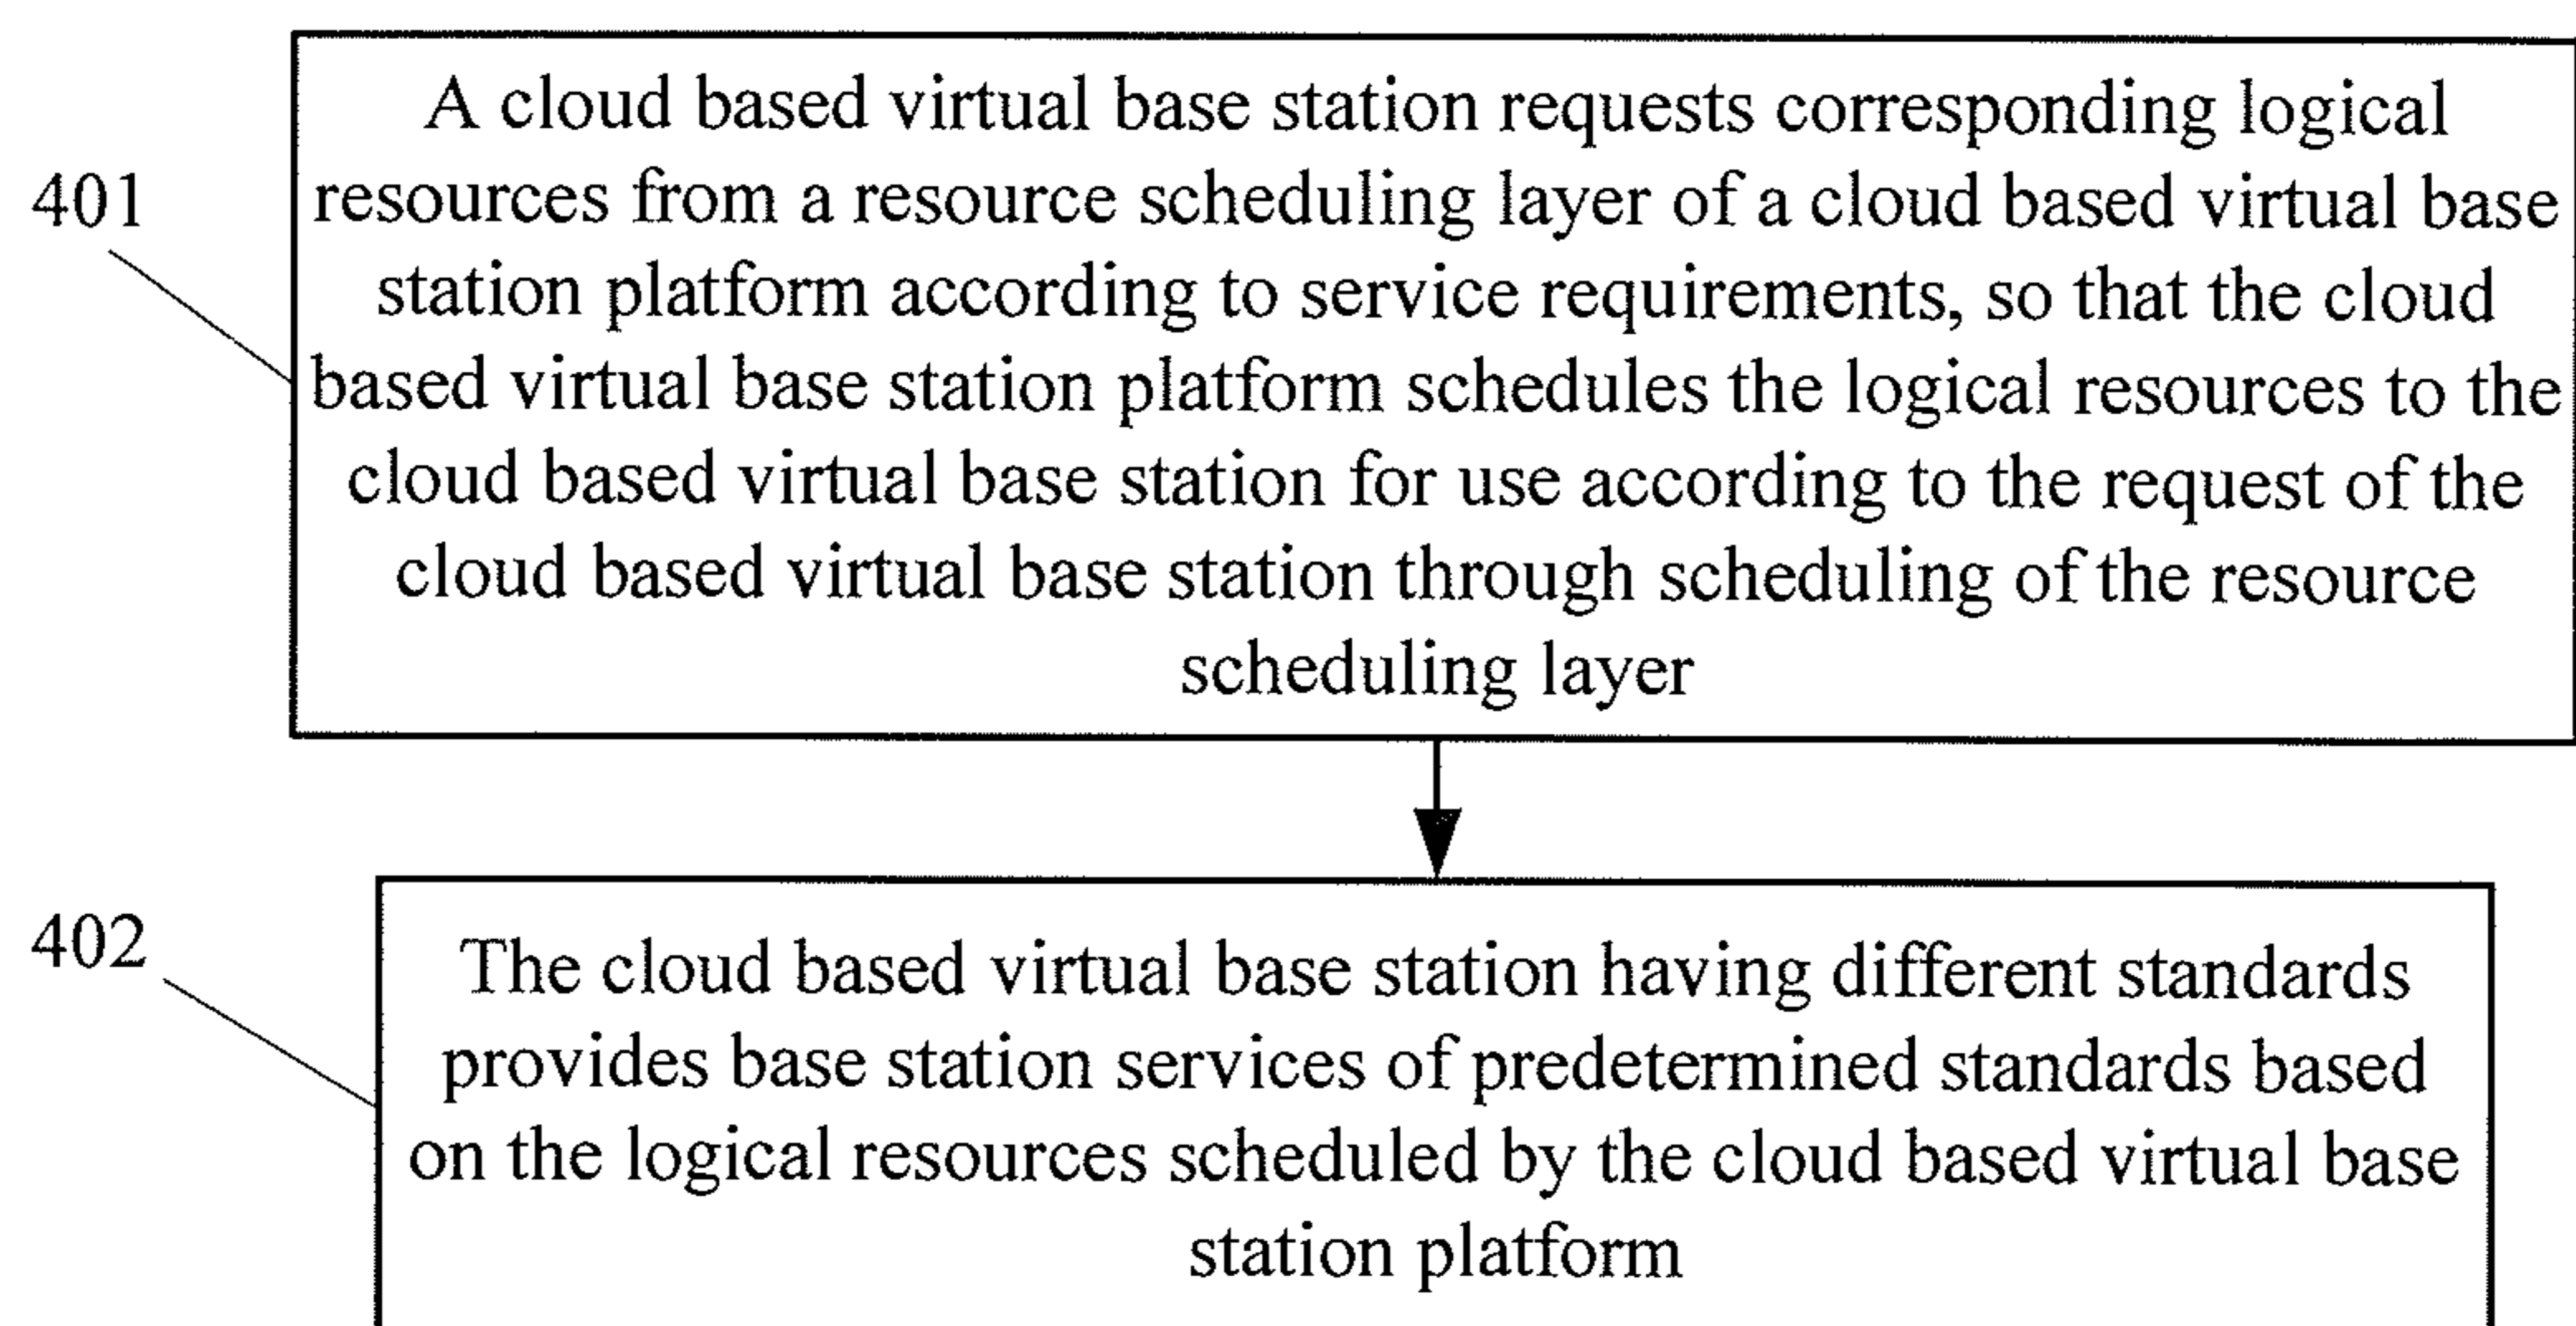 A cloud based virtual base station requests corresponding logical
401
resources from a resource scheduling layer of a cloud based virtual base
station platform according to service requirements, so that the cloud
based virtual base station platform schedules the logical resources to the
cloud based virtual base station for use according to the request of the
cloud based virtual base station through scheduling of the resource
scheduling layer
402
The cloud based virtual base station having different standards
provides base station services of predetermined standards based
on the logical resources scheduled by the cloud based virtual base
station platform